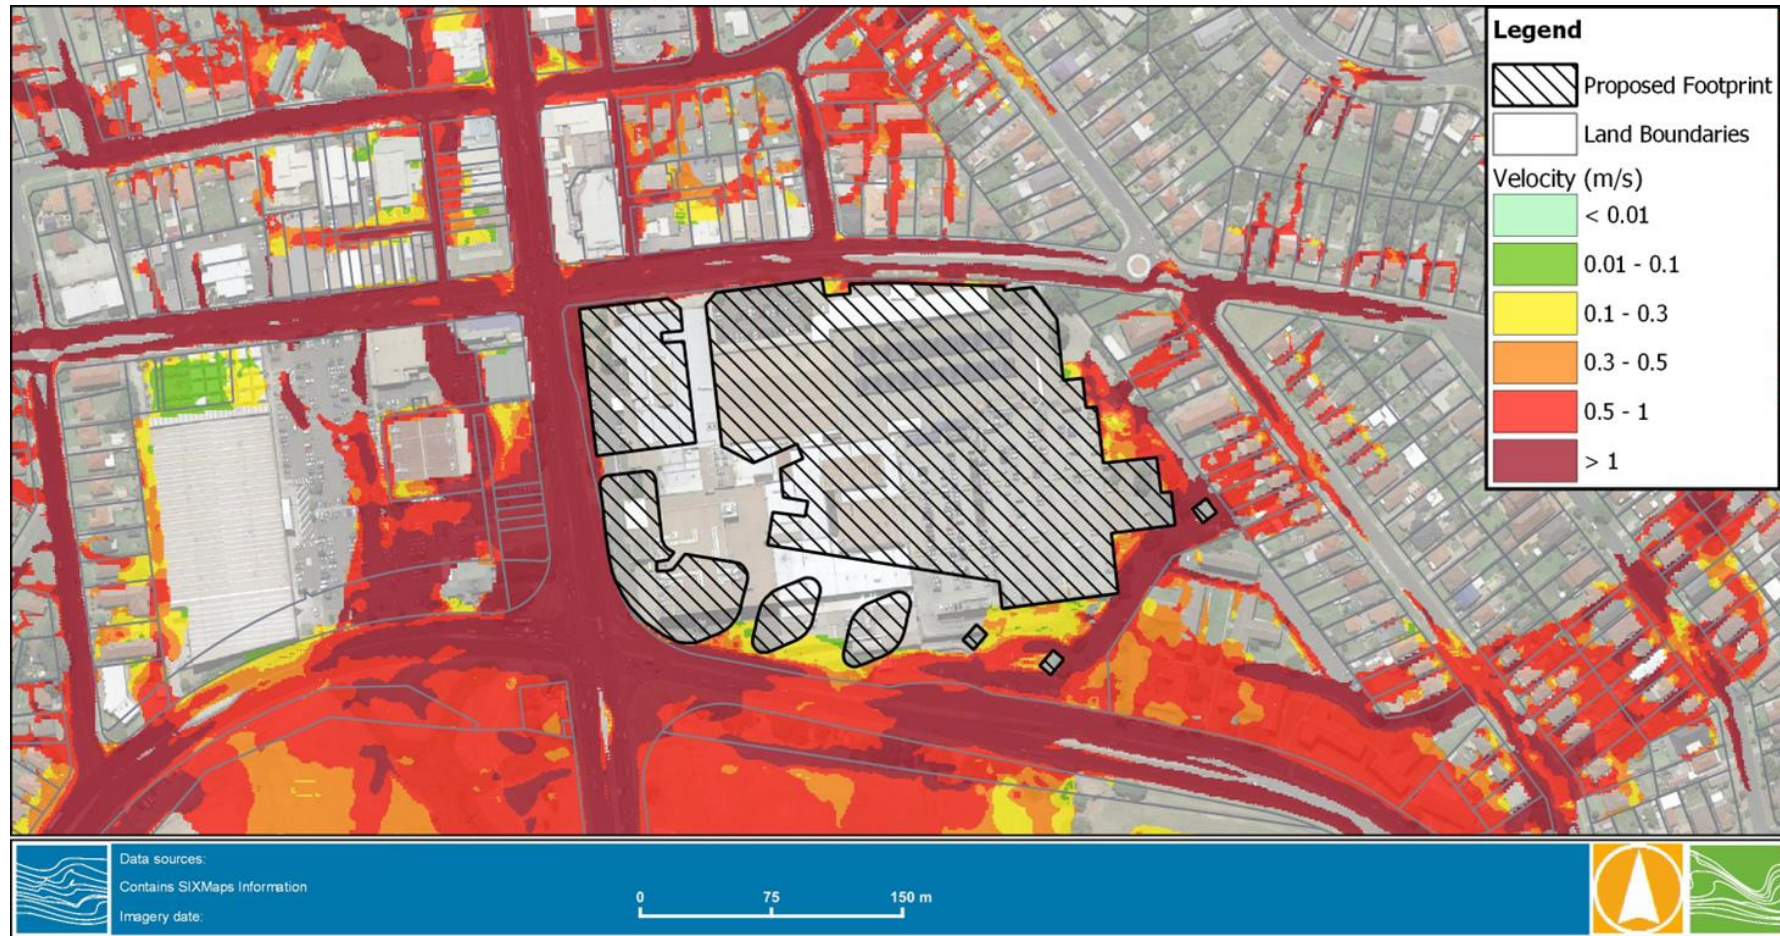 Legend
Proposed Footprint
Land Boundaries
Velocity (m/s)
< 0.01
0.01 - 0.1
0.1 - 0.3
0.3 - 0.5
0.5 - 1
> 1
Data sources:
Contains SIXMaps Information
Imagery date:
0 75 150 m